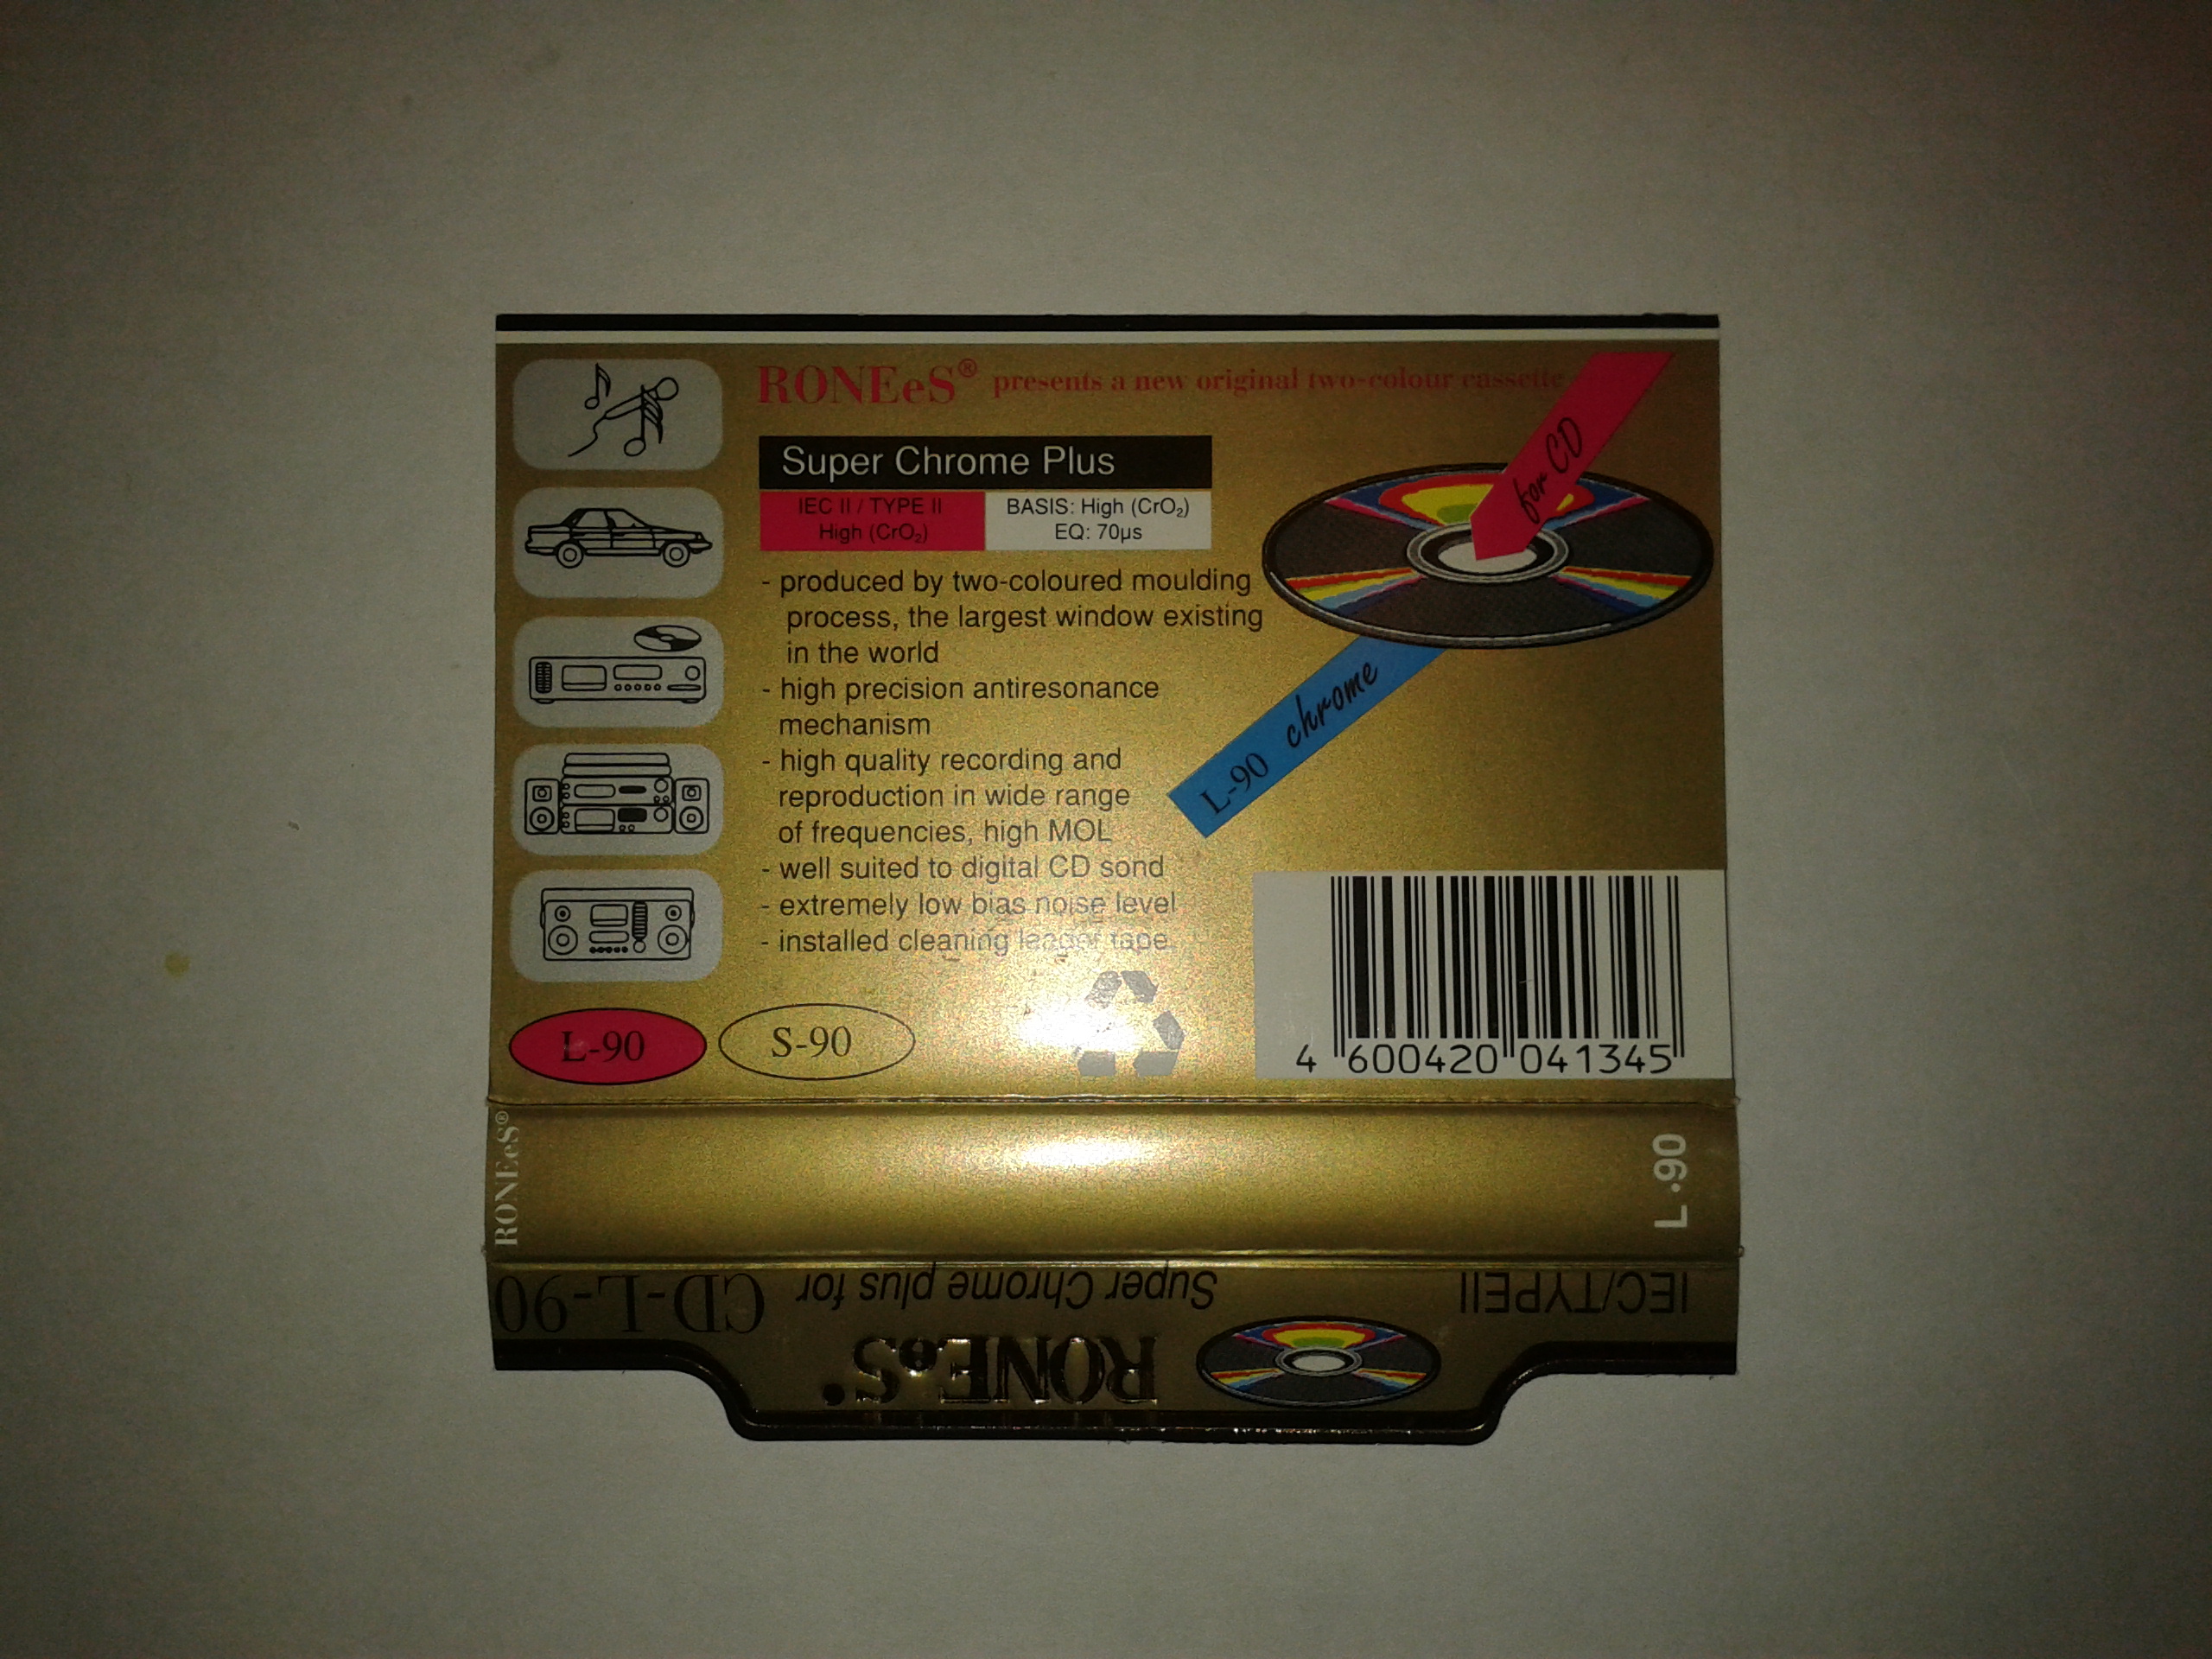 RONEeS® presents a new original two-colour cassette
for CD
Super Chrome Plus
IEC II / TYPE II
High (CrO₂)
BASIS: High (CrO₂)
EQ: 70µs
- produced by two-coloured moulding
process, the largest window existing
in the world
- high precision antiresonance
mechanism
- high quality recording and
reproduction in wide range
of frequencies, high MOL
- well suited to digital CD sond
- extremely low bias noise level
- installed cleaning leader tape
L-90 chrome
L-90
S-90
4 600420 041345
RONEeS®
L·90
IEC/TYPEII
Super Chrome plus for CD-L-90
RONEeS